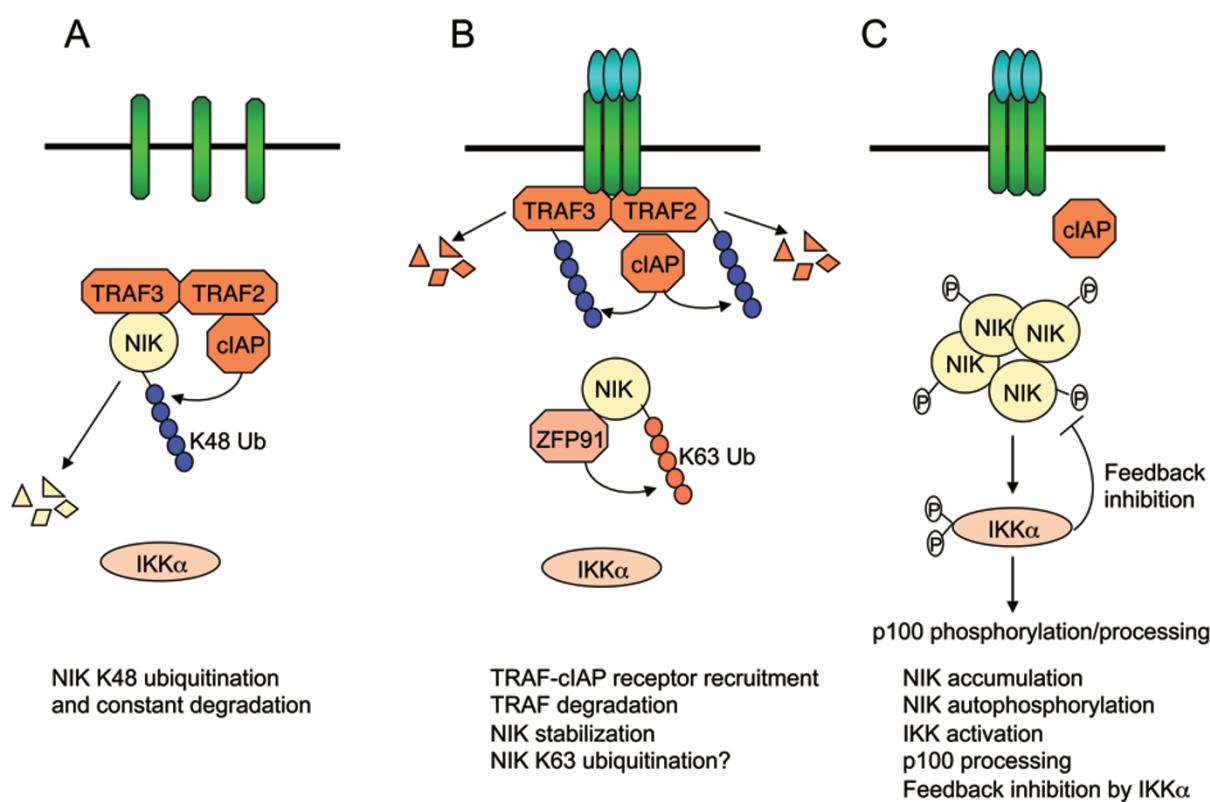 A
TRAF3
TRAF2
NIK
cIAP
K48 Ub
IKKα
NIK K48 ubiquitination
and constant degradation
B
TRAF3
TRAF2
cIAP
NIK
ZFP91
K63 Ub
IKKα
TRAF-cIAP receptor recruitment
TRAF degradation
NIK stabilization
NIK K63 ubiquitination?
C
cIAP
P
P
NIK
NIK
NIK
NIK
P
P
Feedback
inhibition
P
P
IKKα
p100 phosphorylation/processing
NIK accumulation
NIK autophosphorylation
IKK activation
p100 processing
Feedback inhibition by IKKα